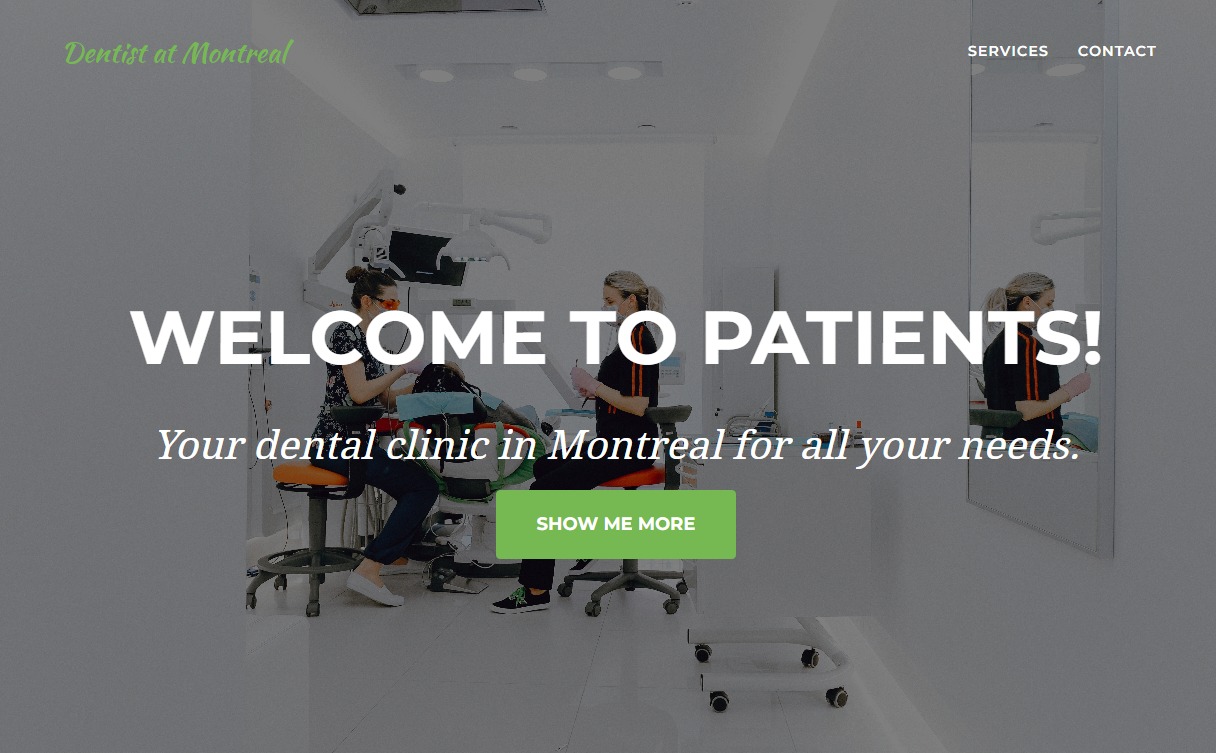 Dentist at Montreal
SERVICES CONTACT
WELCOME TO PATIENTS!
Your dental clinic in Montreal for all your needs.
SHOW ME MORE